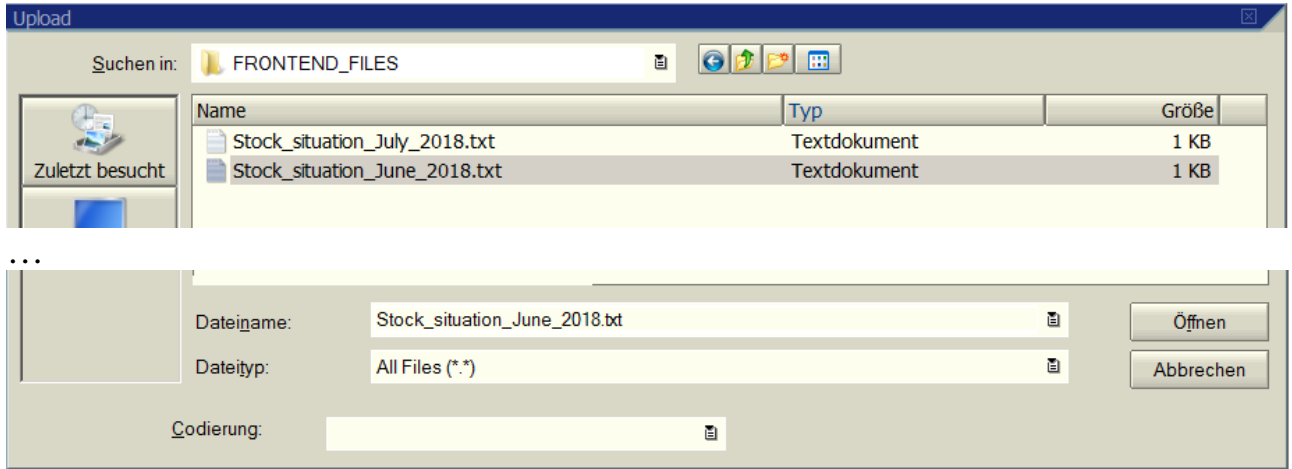 Upload
Suchen in: FRONTEND_FILES
Name Typ Größe
Stock_situation_July_2018.txt Textdokument 1 KB
Stock_situation_June_2018.txt Textdokument 1 KB
Zuletzt besucht
...
Dateiname: Stock_situation_June_2018.txt Öffnen
Dateityp: All Files (*.*) Abbrechen
Codierung: